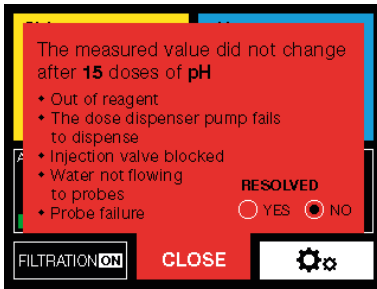 The measured value did not change
after 15 doses of pH
• Out of reagent
• The dose dispenser pump fails
to dispense
• Injection valve blocked
• Water not flowing
to probes
• Probe failure
RESOLVED
YES NO
FILTRATION ON
CLOSE